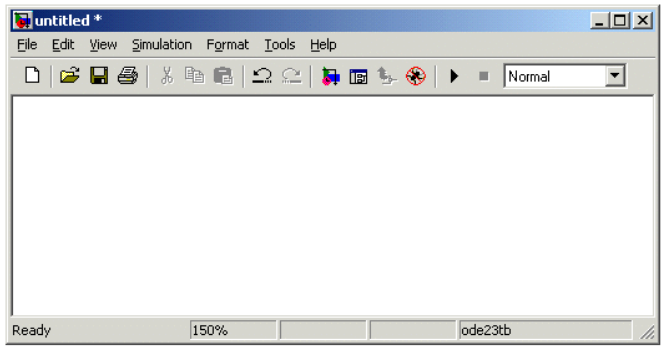 untitled *
File Edit View Simulation Format Tools Help
Normal
Ready 150% ode23tb